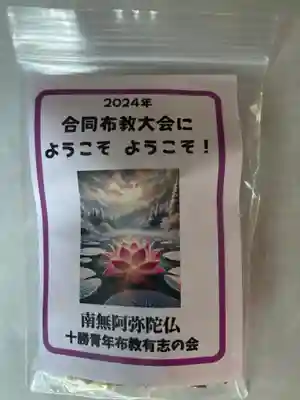 2024年
合同布教大会に
ようこそ ようこそ!
南無阿弥陀仏
十勝青年布教有志の会